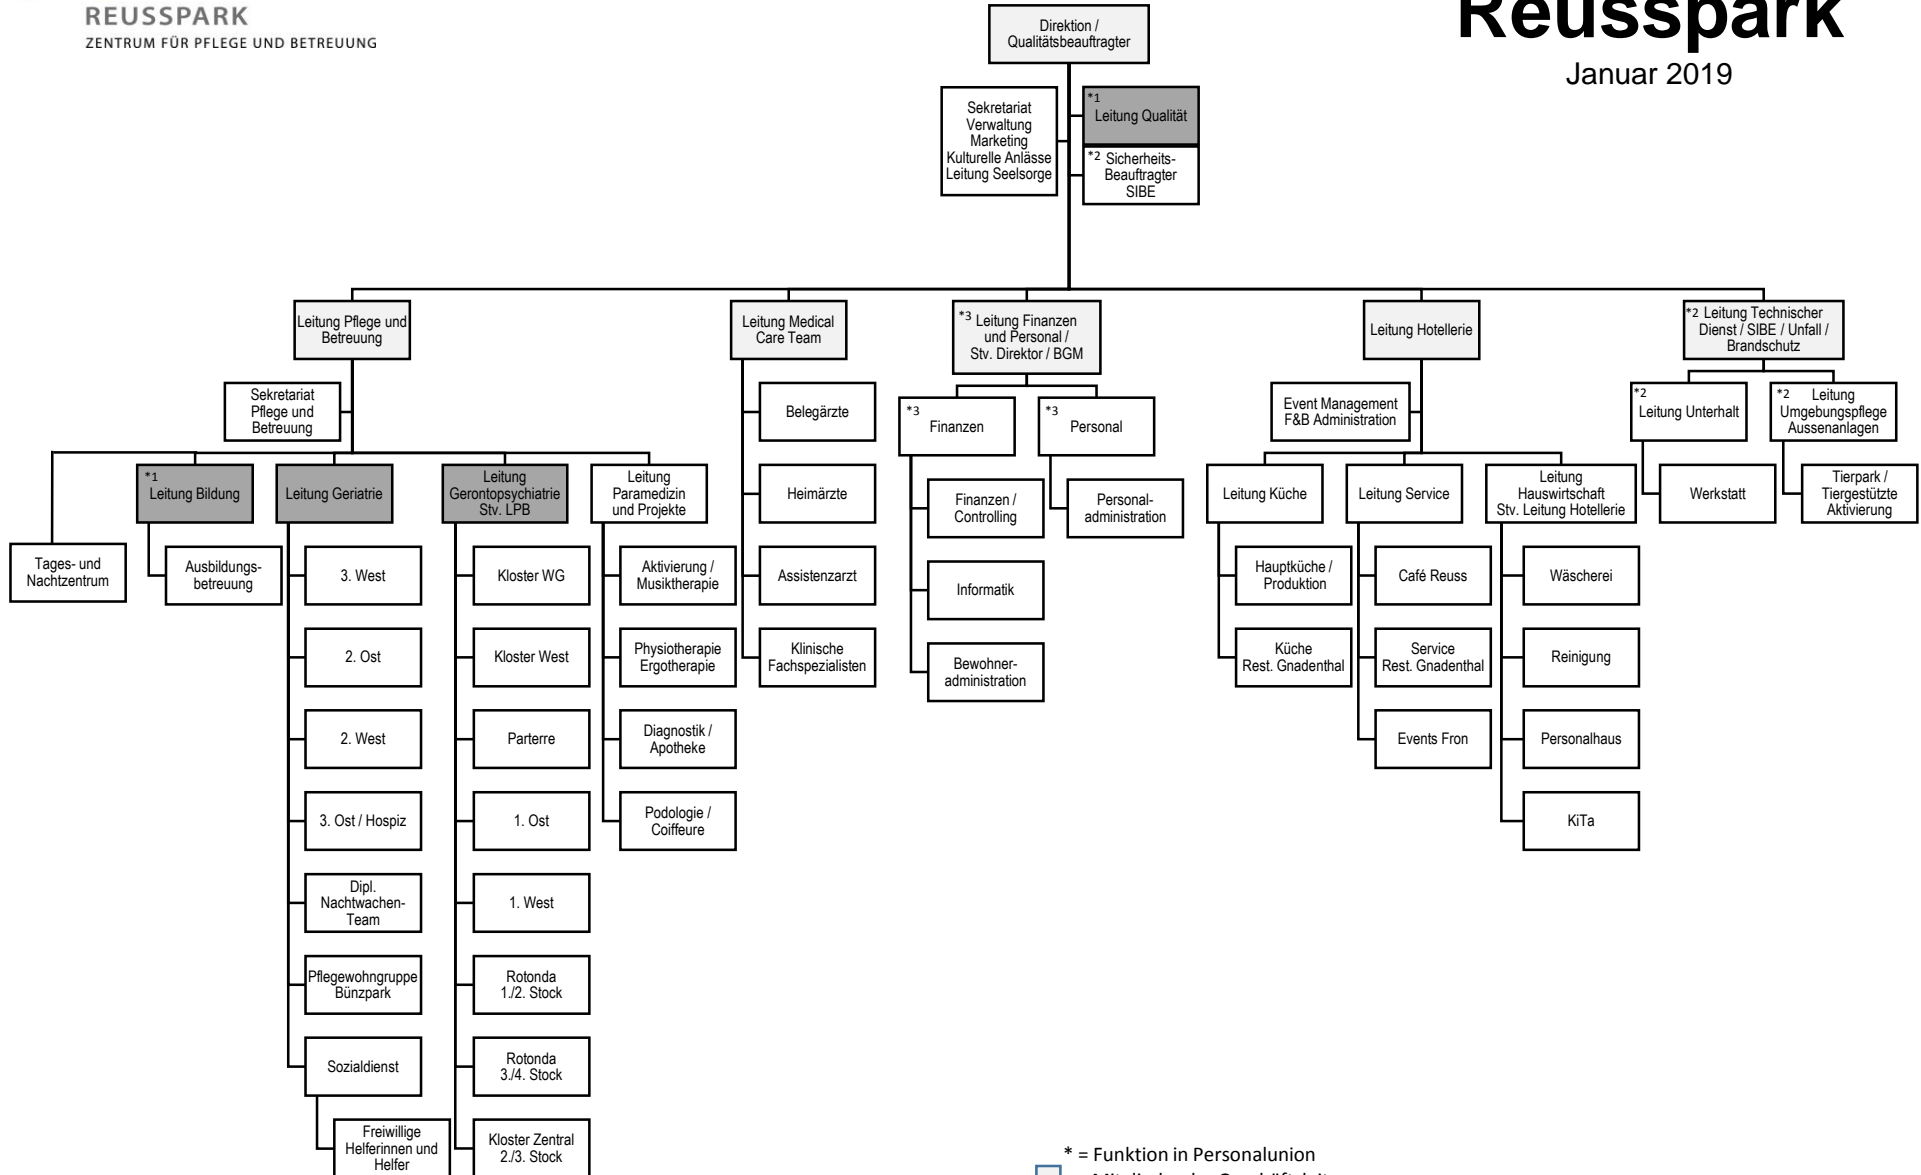 REUSSPARK
ZENTRUM FÜR PFLEGE UND BETREUUNG
Reusspark
Januar 2019
Direktion /
Qualitätsbeauftragter
Sekretariat
Verwaltung
Marketing
Kulturelle Anlässe
Leitung Seelsorge
*1
Leitung Qualität
*2 Sicherheits-
Beauftragter
SIBE
Leitung Pflege und
Betreuung
Leitung Medical
Care Team
*3 Leitung Finanzen
und Personal /
Stv. Direktor / BGM
Leitung Hotellerie
*2 Leitung Technischer
Dienst / SIBE / Unfall /
Brandschutz
Sekretariat
Pflege und
Betreuung
Tages- und
Nachtzentrum
*1
Leitung Bildung
Ausbildungs-
betreuung
Leitung Geriatrie
3. West
2. Ost
2. West
3. Ost / Hospiz
Dipl.
Nachtwachen-
Team
Pflegewohngruppe
Bünzpark
Sozialdienst
Freiwillige
Helferinnen und
Helfer
Leitung
Gerontopsychiatrie
Stv. LPB
Kloster WG
Kloster West
Parterre
1. Ost
1. West
Rotonda
1./2. Stock
Rotonda
3./4. Stock
Kloster Zentral
2./3. Stock
Leitung
Paramedizin
und Projekte
Aktivierung /
Musiktherapie
Physiotherapie
Ergotherapie
Diagnostik /
Apotheke
Podologie /
Coiffeure
Belegärzte
Heimärzte
Assistenzarzt
Klinische
Fachspezialisten
*3
Finanzen
Finanzen /
Controlling
Informatik
Bewohner-
administration
*3
Personal
Personal-
administration
Event Management
F&B Administration
Leitung Küche
Hauptküche /
Produktion
Küche
Rest. Gnadenthal
Leitung Service
Café Reuss
Service
Rest. Gnadenthal
Events Fron
Leitung
Hauswirtschaft
Stv. Leitung Hotellerie
Wäscherei
Reinigung
Personalhaus
KiTa
*2
Leitung Unterhalt
Werkstatt
*2 Leitung
Umgebungspflege
Aussenanlagen
Tierpark /
Tiergestützte
Aktivierung
* = Funktion in Personalunion